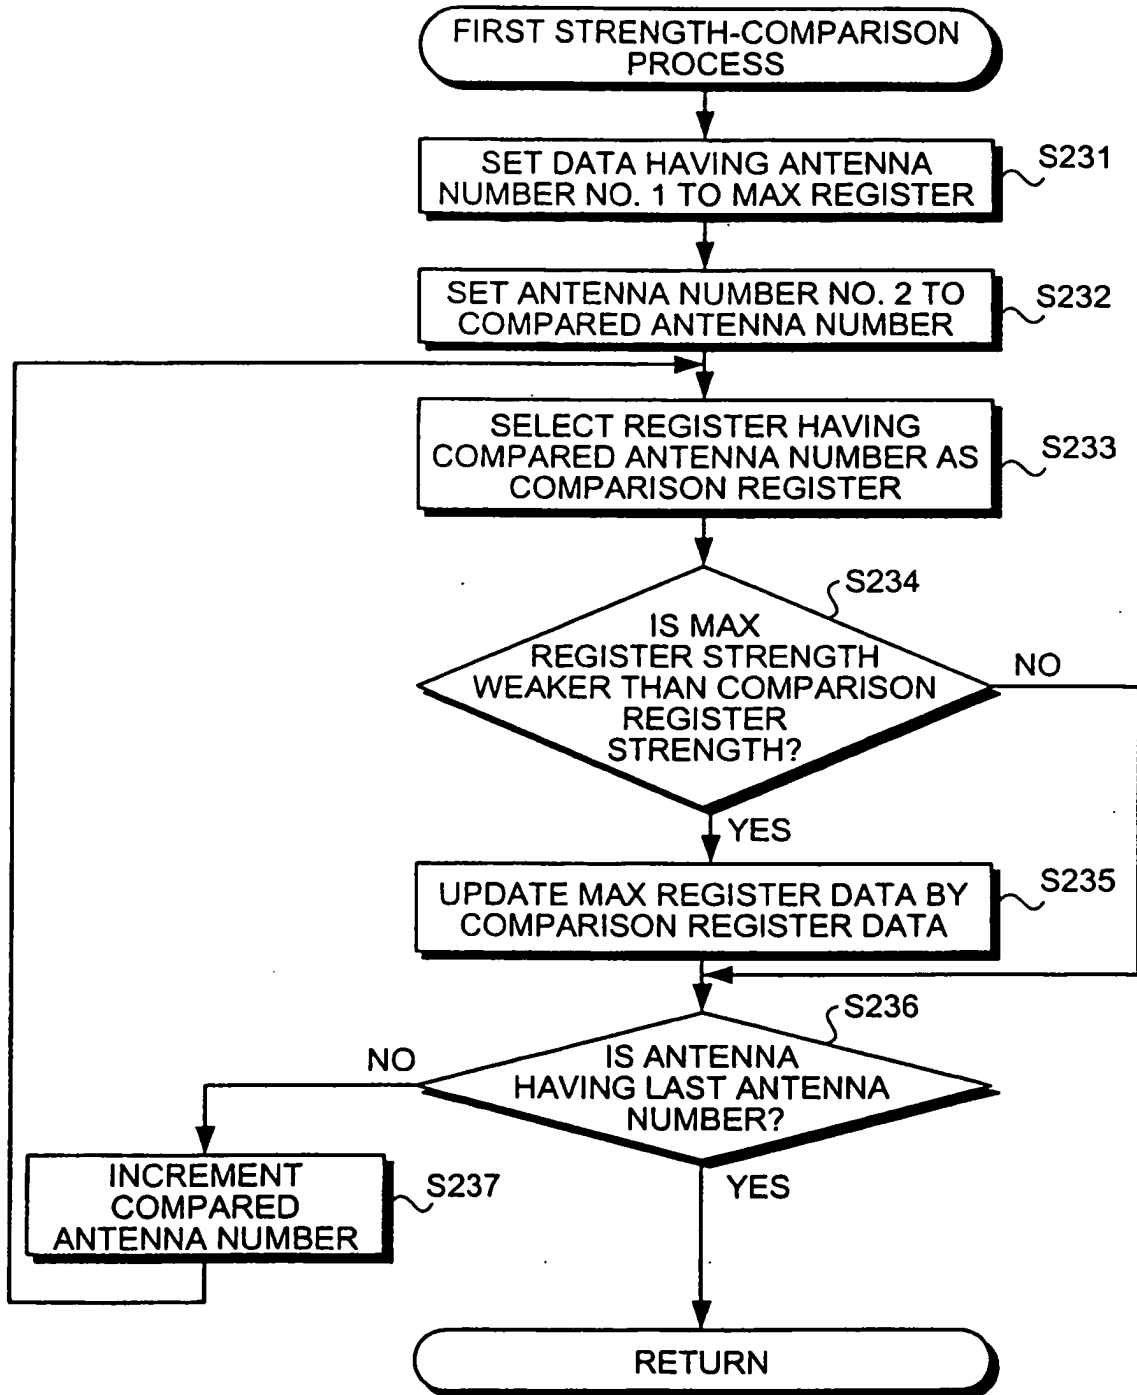 FIRST STRENGTH-COMPARISON
PROCESS
SET DATA HAVING ANTENNA
NUMBER NO. 1 TO MAX REGISTER
S231
SET ANTENNA NUMBER NO. 2 TO
COMPARED ANTENNA NUMBER
S232
SELECT REGISTER HAVING
COMPARED ANTENNA NUMBER AS
COMPARISON REGISTER
S233
S234
IS MAX
REGISTER STRENGTH
WEAKER THAN COMPARISON
REGISTER
STRENGTH?
NO
YES
UPDATE MAX REGISTER DATA BY
COMPARISON REGISTER DATA
S235
S236
IS ANTENNA
HAVING LAST ANTENNA
NUMBER?
NO
YES
INCREMENT
COMPARED
ANTENNA NUMBER
S237
RETURN